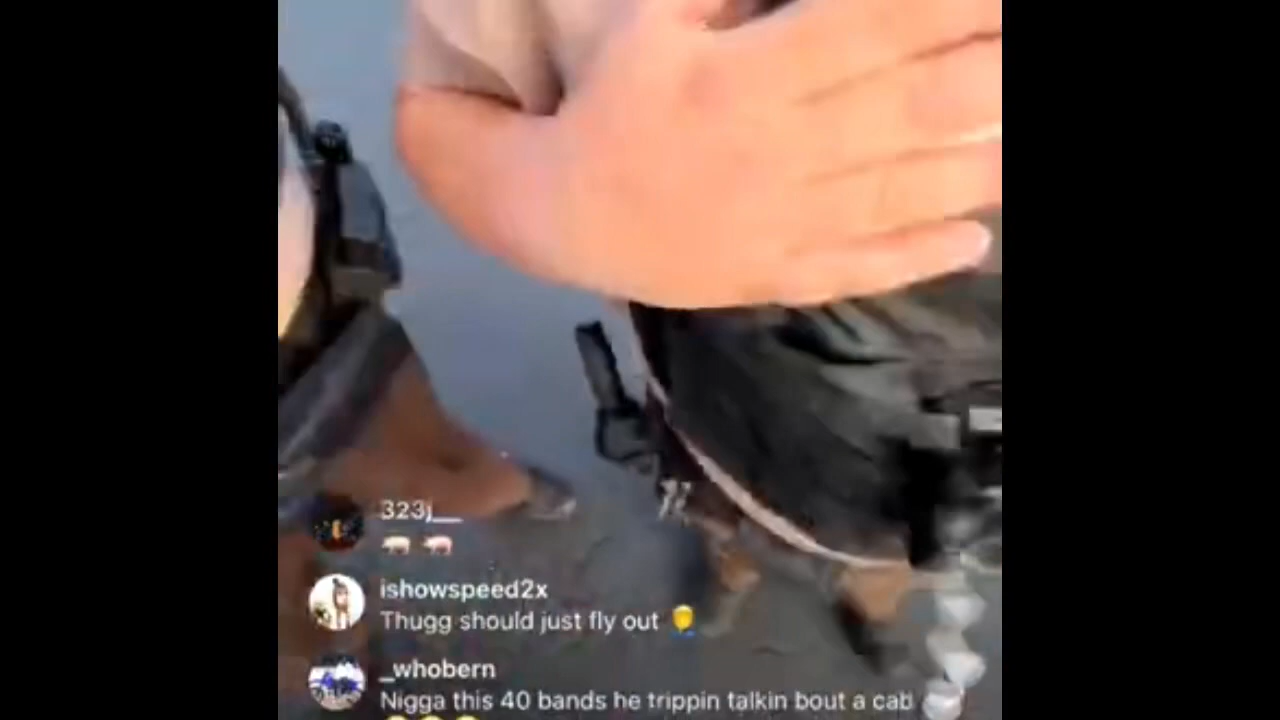 323j__
🐖 🐖
ishowspeed2x
Thugg should just fly out
_whobern
Nigga this 40 bands he trippin talkin bout a cab